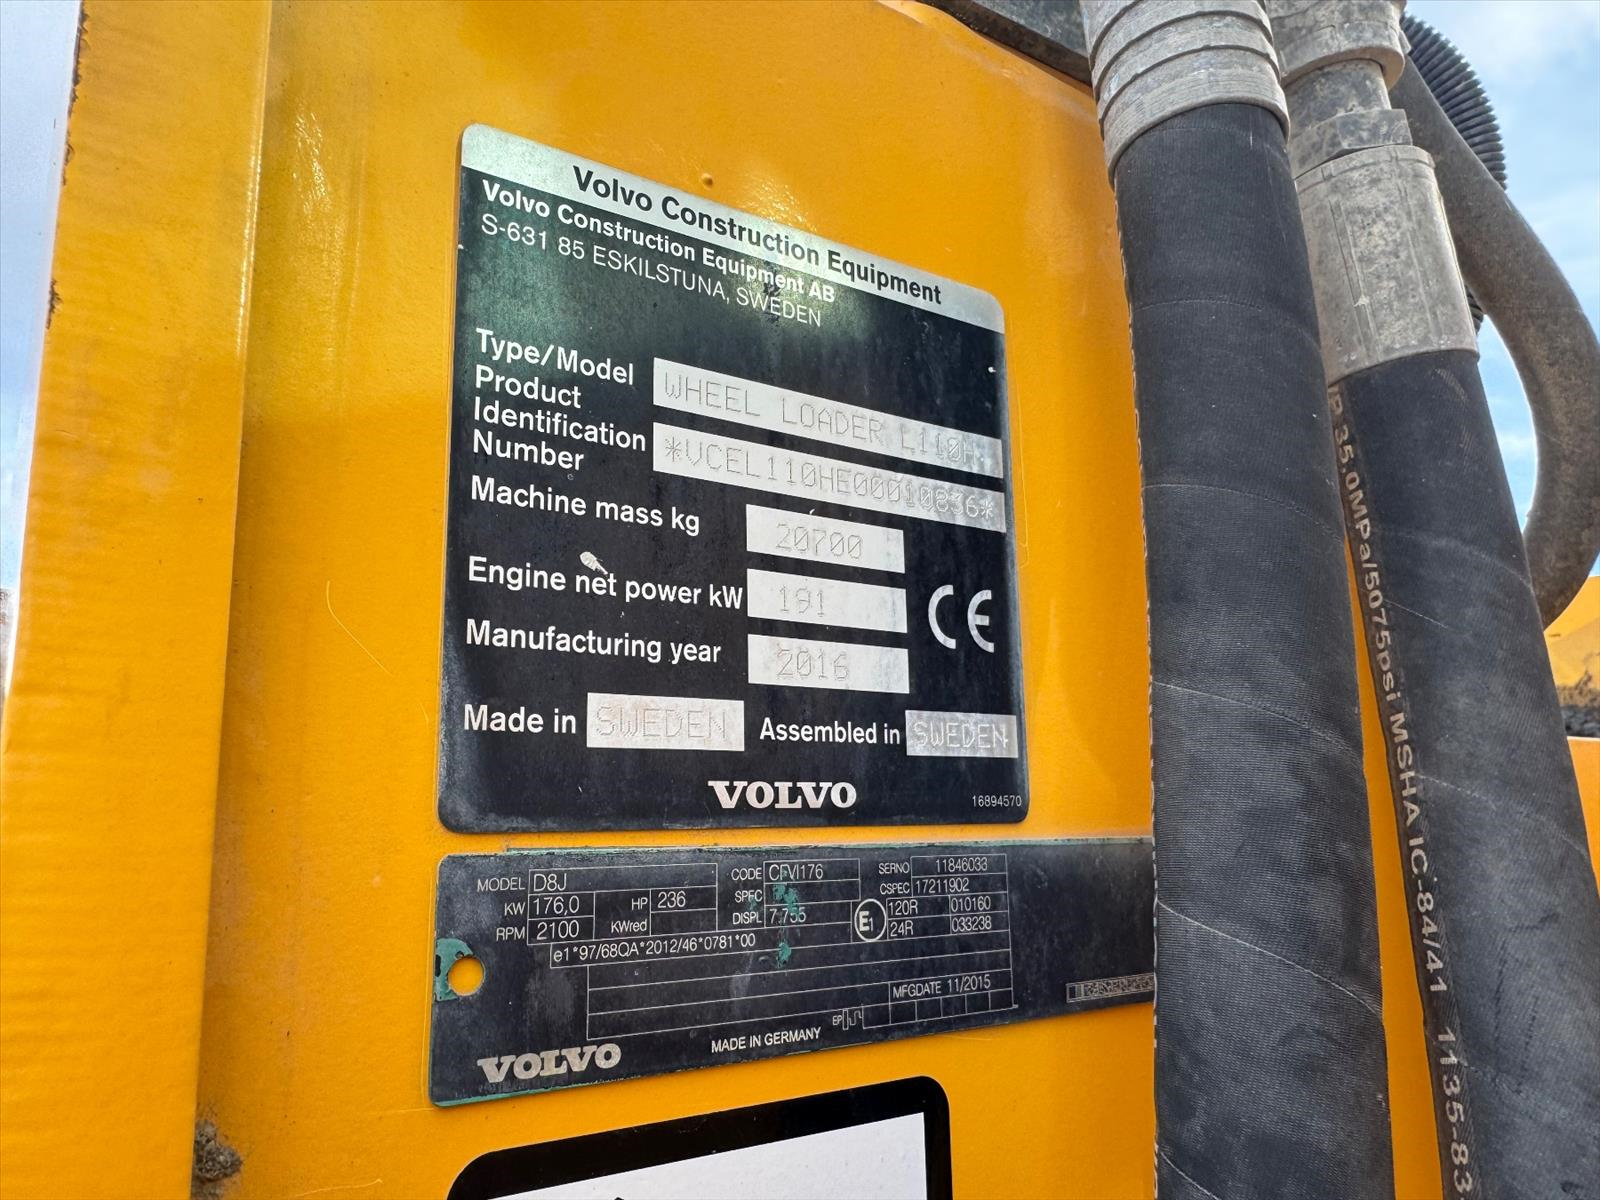 Volvo Construction Equipment
Volvo Construction Equipment AB
S-631 85 ESKILSTUNA, SWEDEN
Type/Model WHEEL LOADER L110H
Product Identification Number *VCEL110HE00010836*
Machine mass kg 20700
Engine net power kW 191
Manufacturing year 2016
CE
Made in SWEDEN Assembled in SWEDEN
VOLVO
16894570
MODEL D8J CODE CFVI176 SERNO 11846033
KW 176,0 HP 236 SPEC CSPEC 17211902
RPM 2100 KWred DISPL 7.755 E1 120R 010160
24R 033238
e1*97/68QA*2012/46*0781*00
MFGDATE 11/2015
EP
VOLVO MADE IN GERMANY
35,0MPa/5075psi MSHA IC-84/41 1135-83